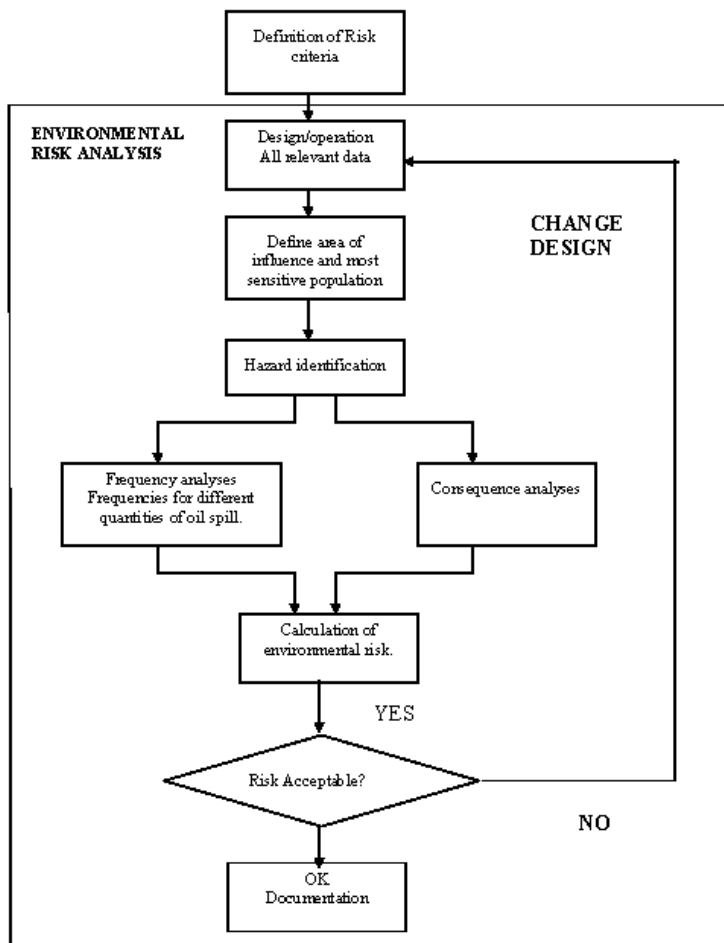 Definition of Risk
criteria
ENVIRONMENTAL
RISK ANALYSIS
Design/operation
All relevant data
CHANGE
DESIGN
Define area of
influence and most
sensitive population
Hazard identification
Frequency analyses
Frequencies for different
quantities of oil spill.
Consequence analyses
Calculation of
environmental risk.
YES
Risk Acceptable?
NO
OK
Documentation